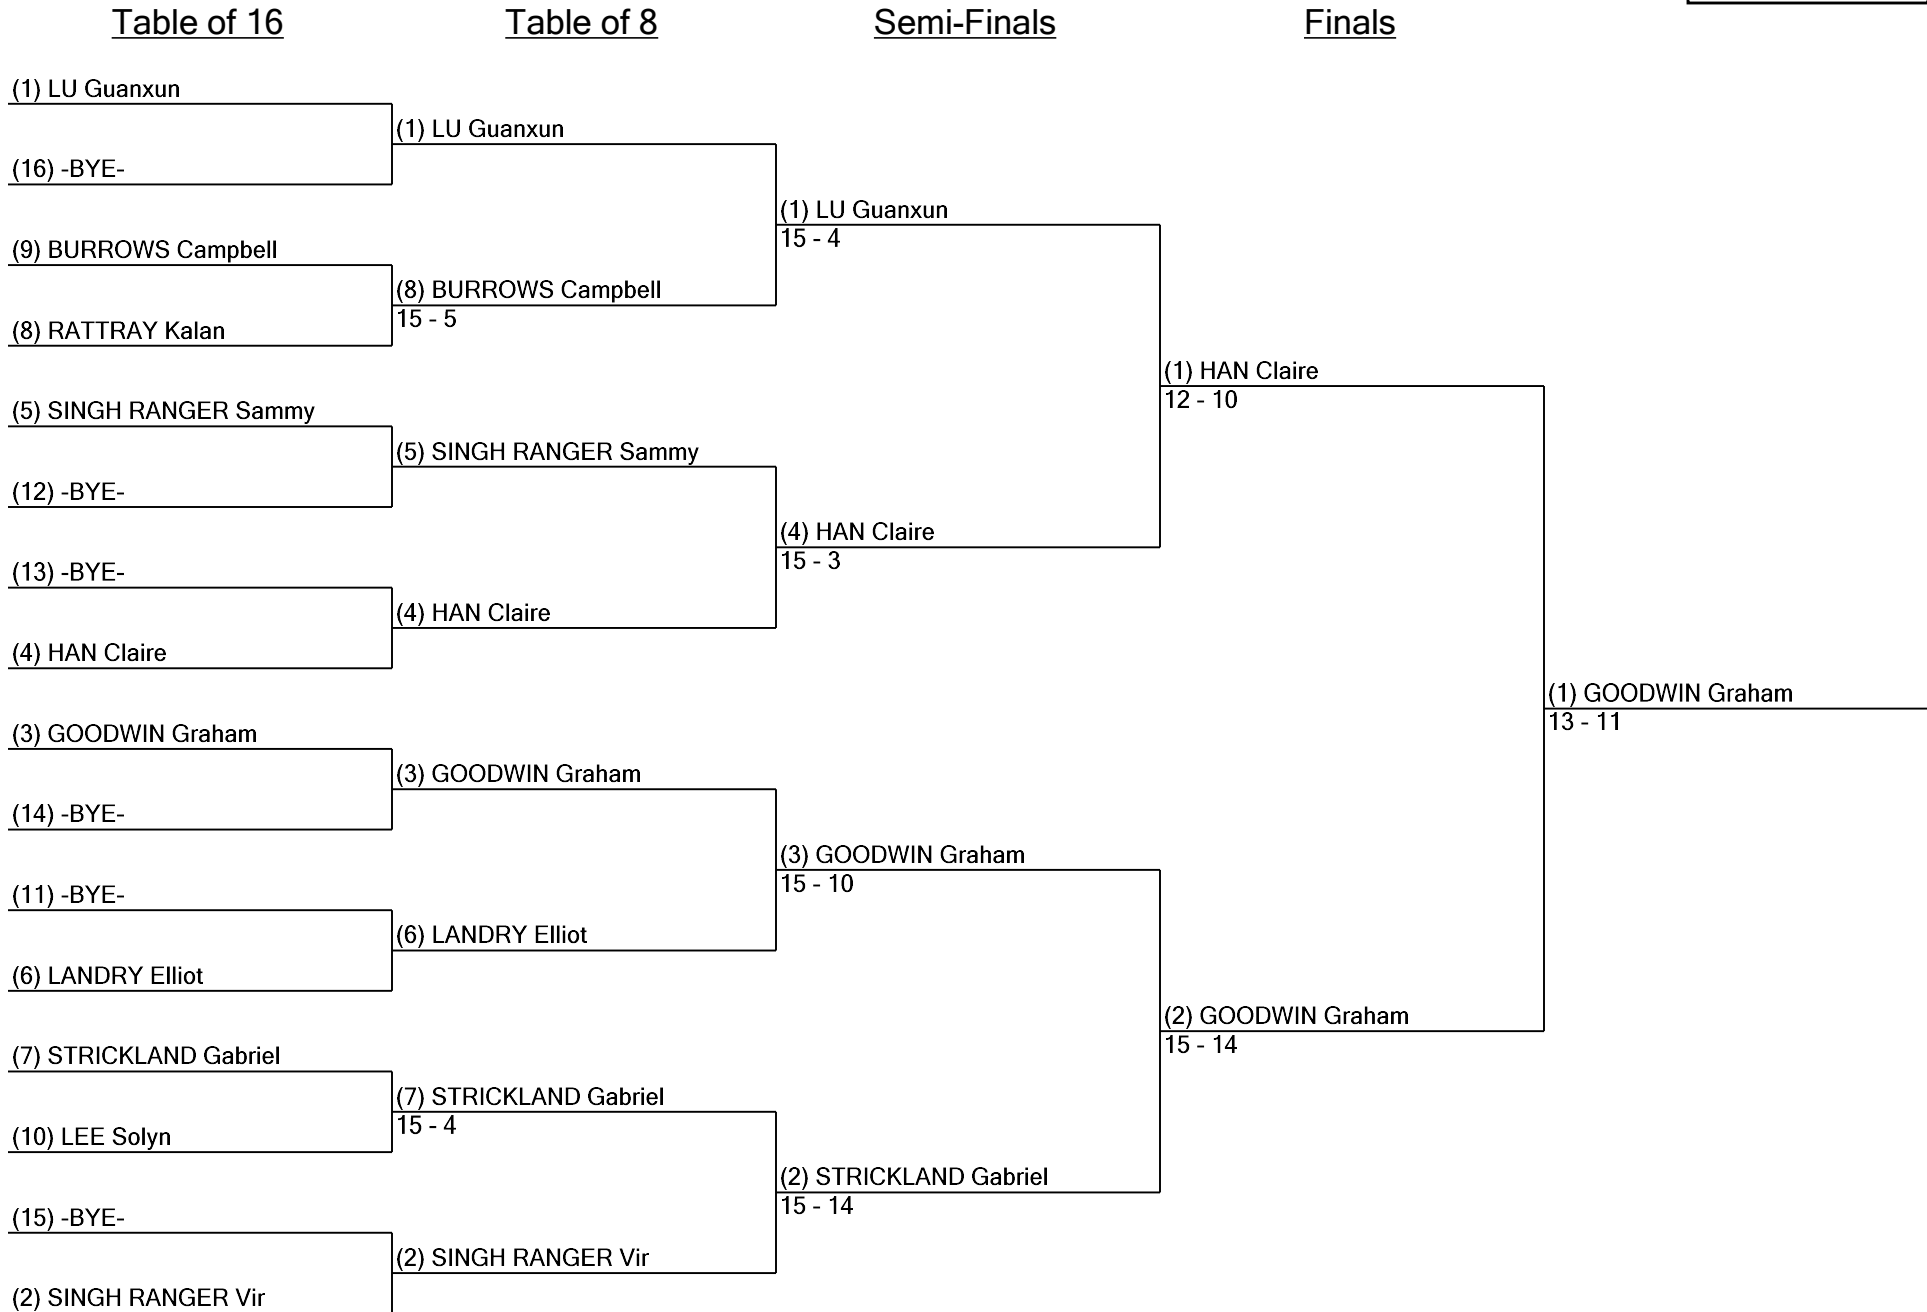 Table of 16
Table of 8
Semi-Finals
Finals
(1) LU Guanxun
(16) -BYE-
(9) BURROWS Campbell
(8) RATTRAY Kalan
(5) SINGH RANGER Sammy
(12) -BYE-
(13) -BYE-
(4) HAN Claire
(3) GOODWIN Graham
(14) -BYE-
(11) -BYE-
(6) LANDRY Elliot
(7) STRICKLAND Gabriel
(10) LEE Solyn
(15) -BYE-
(2) SINGH RANGER Vir
(1) LU Guanxun
(8) BURROWS Campbell
15 - 5
(5) SINGH RANGER Sammy
(4) HAN Claire
(3) GOODWIN Graham
(6) LANDRY Elliot
(7) STRICKLAND Gabriel
15 - 4
(2) SINGH RANGER Vir
(1) LU Guanxun
15 - 4
(4) HAN Claire
15 - 3
(3) GOODWIN Graham
15 - 10
(2) STRICKLAND Gabriel
15 - 14
(1) HAN Claire
12 - 10
(2) GOODWIN Graham
15 - 14
(1) GOODWIN Graham
13 - 11